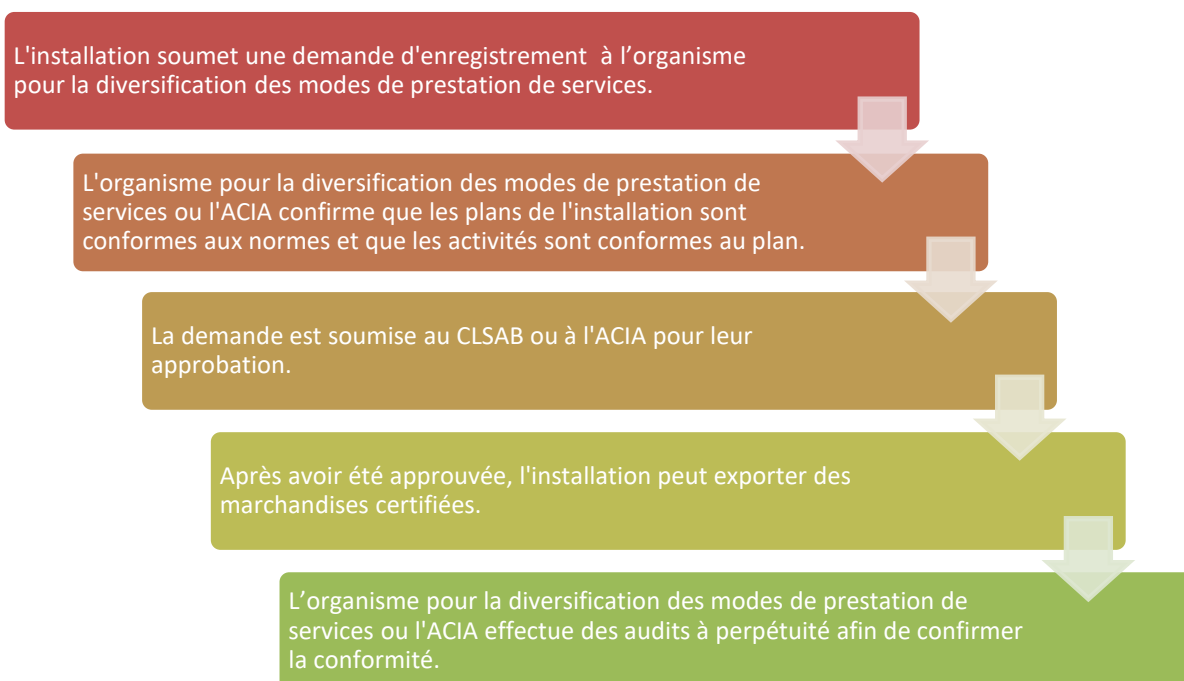 L'installation soumet une demande d'enregistrement  à l’organisme
pour la diversification des modes de prestation de services.
L'organisme pour la diversification des modes de prestation de
services ou l'ACIA confirme que les plans de l'installation sont
conformes aux normes et que les activités sont conformes au plan.
La demande est soumise au CLSAB ou à l'ACIA pour leur
approbation.
Après avoir été approuvée, l'installation peut exporter des
marchandises certifiées.
L’organisme pour la diversification des modes de prestation de
services ou l'ACIA effectue des audits à perpétuité afin de confirmer
la conformité.